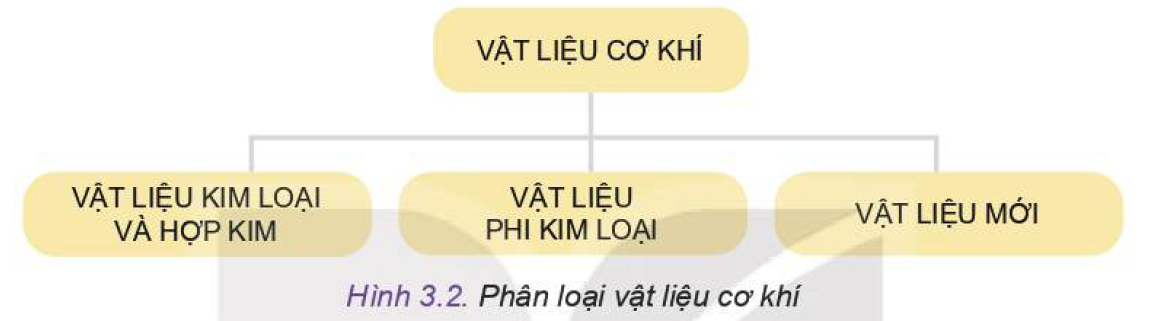 VẬT LIỆU CƠ KHÍ
VẬT LIỆU KIM LOẠI
VÀ HỢP KIM
VẬT LIỆU
PHI KIM LOẠI
VẬT LIỆU MỚI
Hình 3.2. Phân loại vật liệu cơ khí